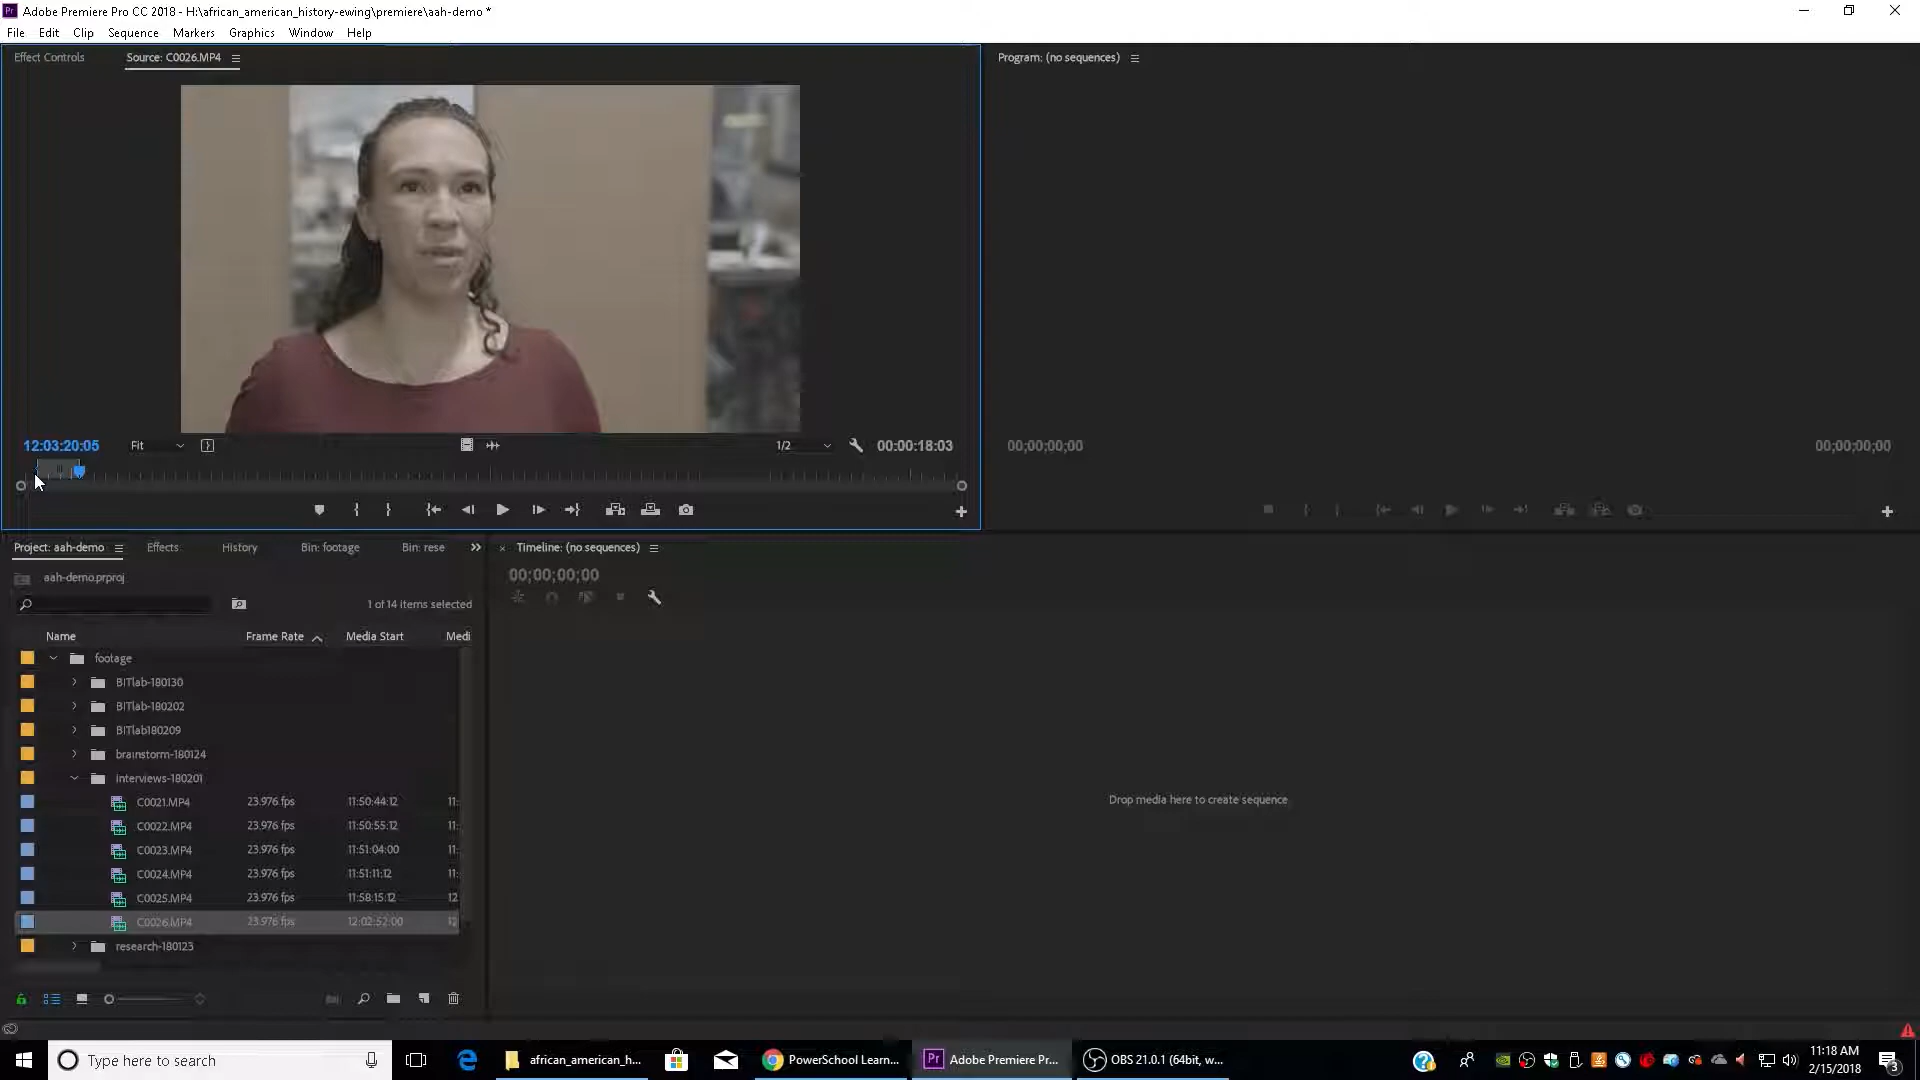 Adobe Premiere Pro CC 2018 - H:\african_american_history-ewing\premiere\aah-demo *
File Edit Clip Sequence Markers Graphics Window Help
Effect Controls Source: C0026.MP4 Program: (no sequences)
12:03:20:05 Fit 1/2 00:00:18:03 00;00;00;00 00;00;00;00
Project: aah-demo Effects History Bin: footage Bin: rese Timeline: (no sequences)
aah-demo.prproj 00;00;00;00
1 of 14 items selected
Name Frame Rate Media Start Medi
footage
BITlab-180130
BITlab-180202
BITlab180209
brainstorm-180124
interviews-180201
C0021.MP4 23.976 fps 11:50:44:12 11:
C0022.MP4 23.976 fps 11:50:55:12 11:
Drop media here to create sequence
C0023.MP4 23.976 fps 11:51:04:00 11:
C0024.MP4 23.976 fps 11:51:11:12 11:
C0025.MP4 23.976 fps 11:58:15:12 12
C0026.MP4 23.976 fps 12:02:52:00 12
research-180123
Type here to search african_american_h... PowerSchool Learn... Adobe Premiere Pr... OBS 21.0.1 (64bit, w... 11:18 AM
2/15/2018 3